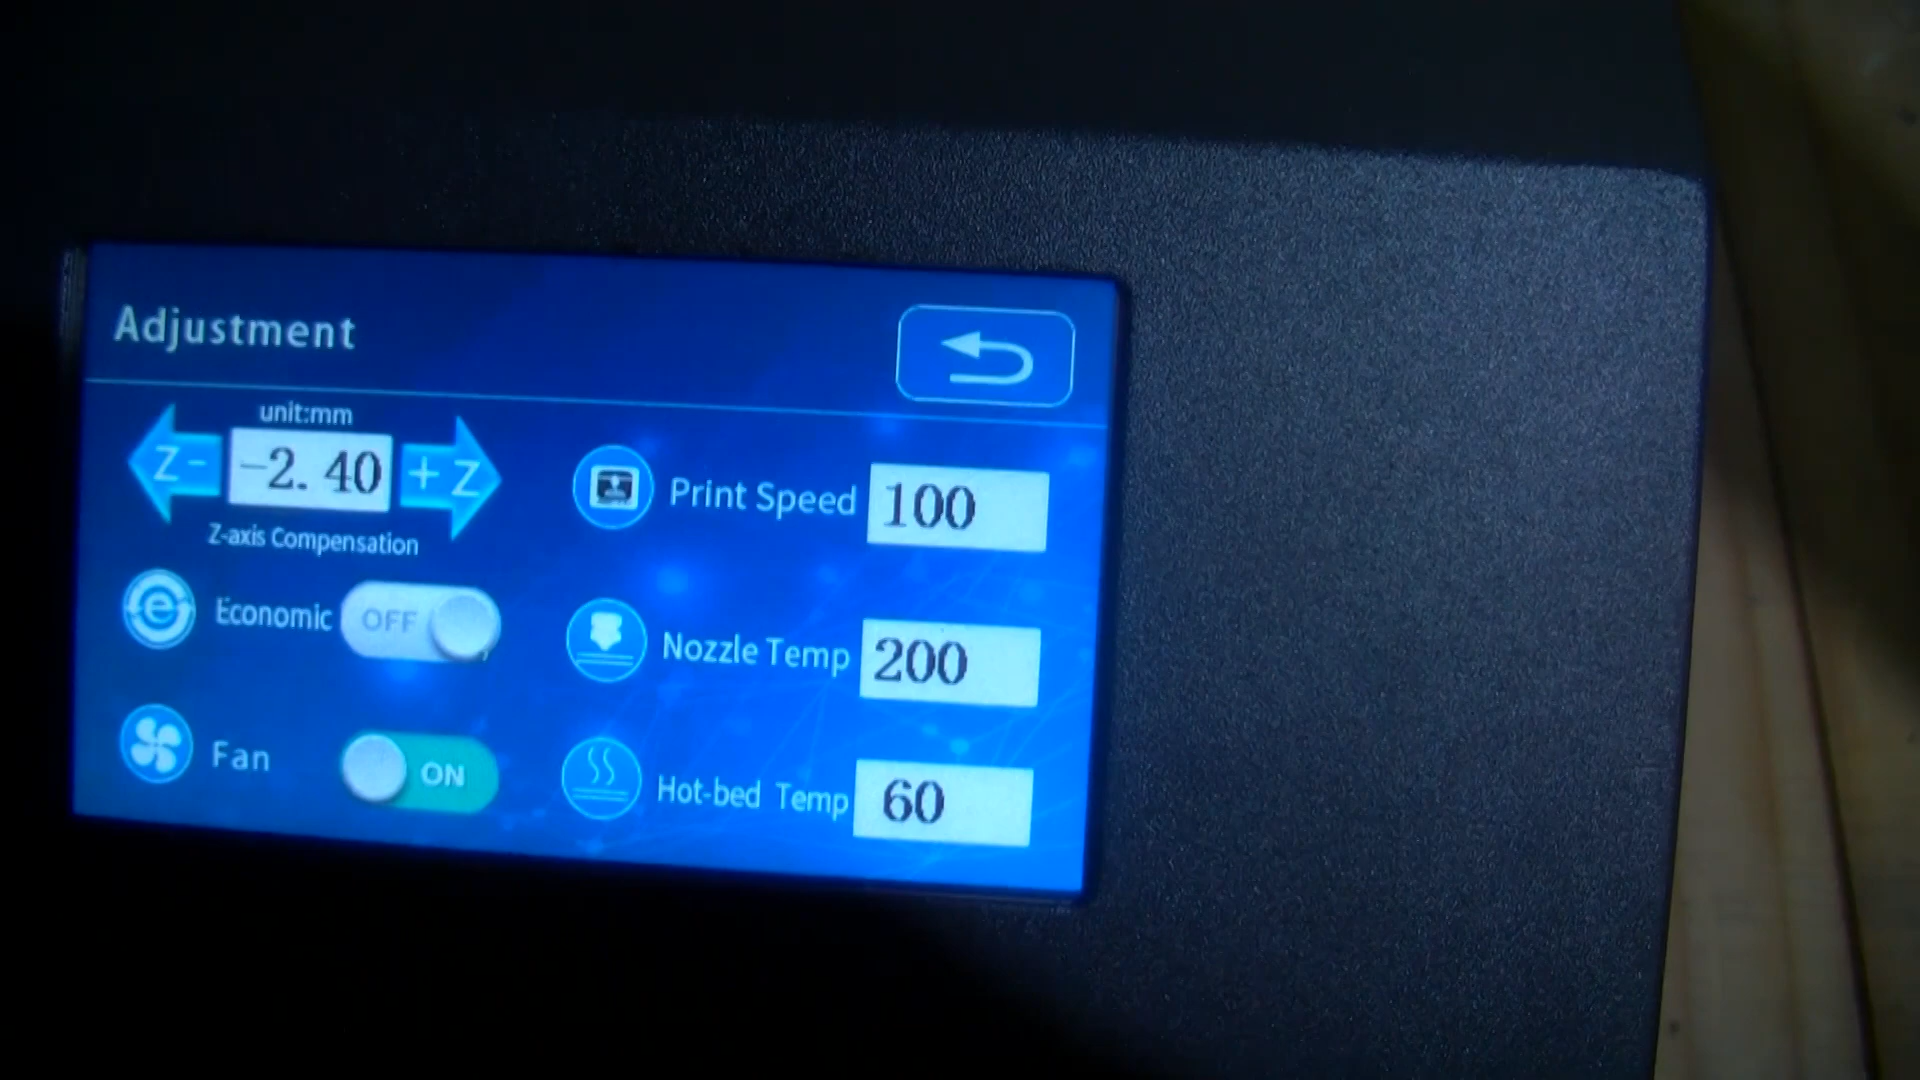 Adjustment
unit:mm
Z- -2.40 +Z
Z-axis Compensation
Print Speed 100
Economic OFF
Nozzle Temp 200
Fan ON
Hot-bed Temp 60